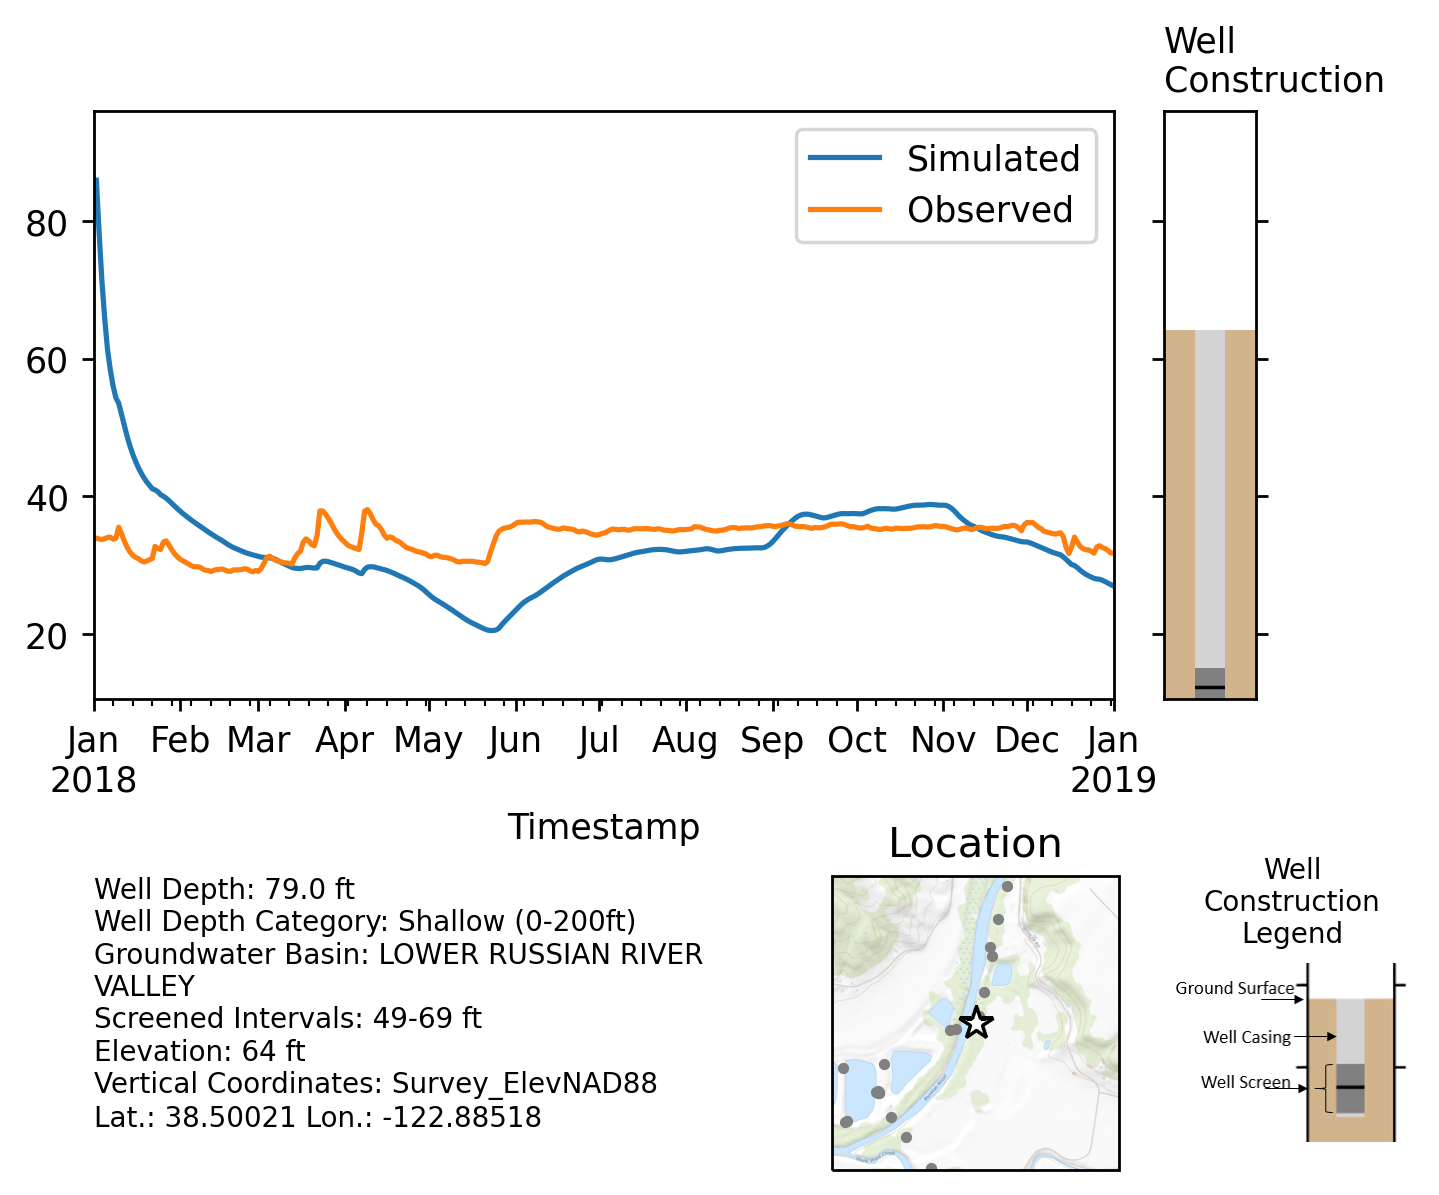 Well
Construction
Simulated
Observed
80
60
40
20
Jan
2018
Feb
Mar
Apr
May
Jun
Jul
Aug
Sep
Oct
Nov
Dec
Jan
2019
Timestamp
Well Depth: 79.0 ft
Well Depth Category: Shallow (0-200ft)
Groundwater Basin: LOWER RUSSIAN RIVER
VALLEY
Screened Intervals: 49-69 ft
Elevation: 64 ft
Vertical Coordinates: Survey_ElevNAD88
Lat.: 38.50021 Lon.: -122.88518
Location
Well
Construction
Legend
Ground Surface
Well Casing
Well Screen